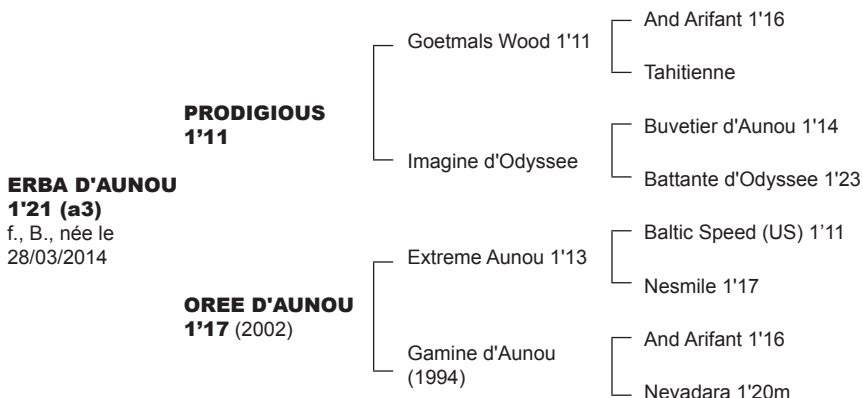 ERBA D'AUNOU
1'21 (a3)
f., B., née le
28/03/2014
PRODIGIOUS
1’11
OREE D'AUNOU
1’17 (2002)
Goetmals Wood 1'11
Imagine d'Odyssee
Extreme Aunou 1'13
Gamine d'Aunou
(1994)
And Arifant 1'16
Tahitienne
Buvetier d'Aunou 1'14
Battante d'Odyssee 1'23
Baltic Speed (US) 1’11
Nesmile 1'17
And Arifant 1'16
Nevadara 1'20m